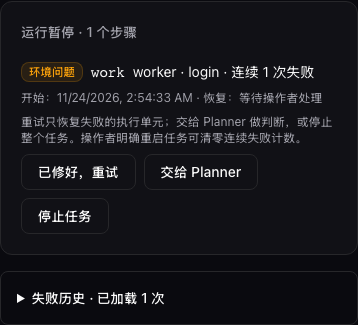 运行暂停 · 1 个步骤
环境问题 work worker · login · 连续 1 次失败
开始：11/24/2026, 2:54:33 AM · 恢复：等待操作者处理
重试只恢复失败的执行单元；交给 Planner 做判断，或停止
整个任务。操作者明确重启任务可清零连续失败计数。
已修好，重试 交给 Planner
停止任务
▶ 失败历史 · 已加载 1 次